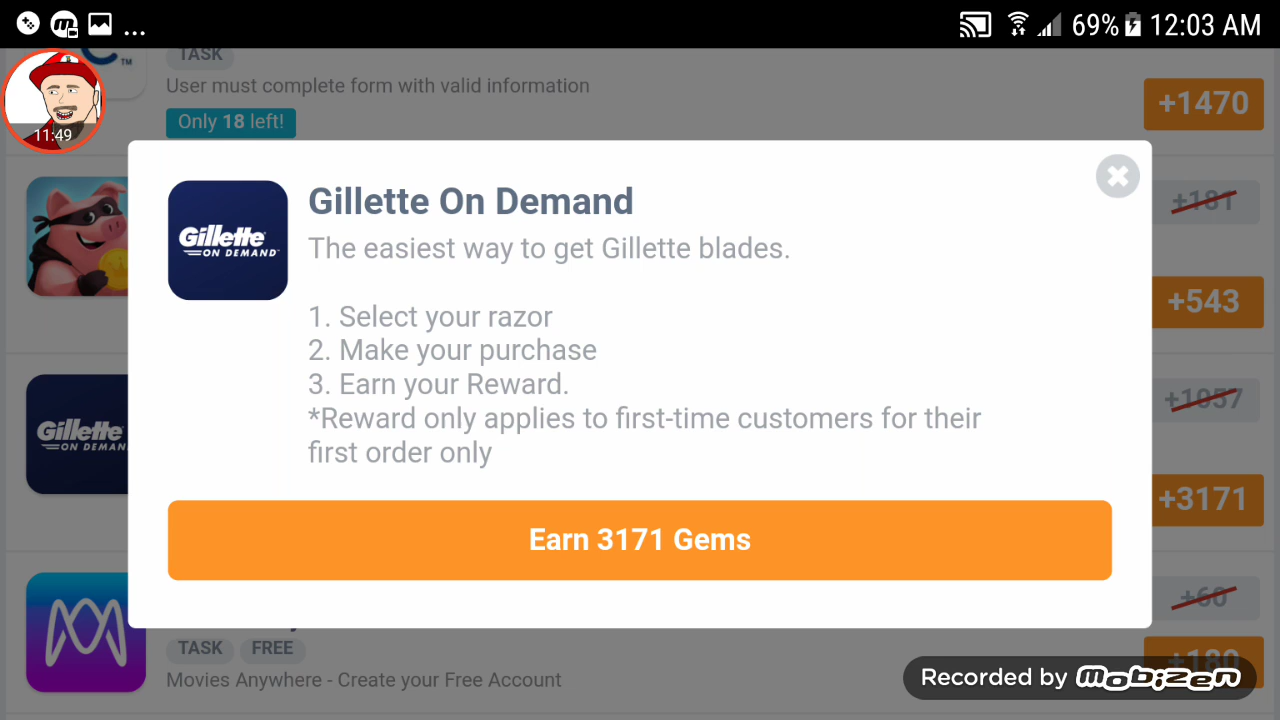 ... 69% 12:03 AM
TASK
User must complete form with valid information
+1470
Only 18 left!
11:49
Gillette On Demand
+181
Gillette
ON DEMAND
The easiest way to get Gillette blades.
1. Select your razor
+543
2. Make your purchase
3. Earn your Reward.
+1057
*Reward only applies to first-time customers for their
first order only
Gillette
+3171
Earn 3171 Gems
+60
TASK FREE
+180
Movies Anywhere - Create your Free Account
Recorded by mobizen